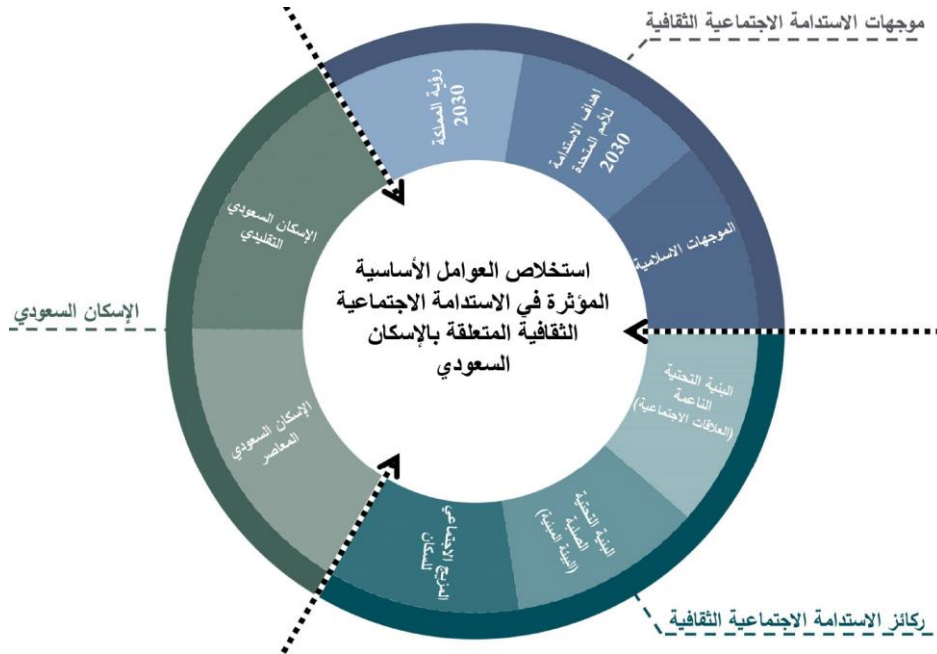 موجهات الاستدامة الاجتماعية الثقافية
رؤية المملكة
2030
اهداف الاستدامة
للأمم المتحدة
2030
الموجهات الاسلامية
الإسكان السعودي
التقليدي
استخلاص العوامل الأساسية
المؤثرة في الاستدامة الاجتماعية
الثقافية المتعلقة بالإسكان
السعودي
الإسكان السعودي
البنية التحتية
الناعمة
(العلاقات الاجتماعية)
الإسكان السعودي
المعاصر
البنية التحتية
الصلبة
(البيئة المبنية)
المزيج الاجتماعي
للسكان
ركائز الاستدامة الاجتماعية الثقافية